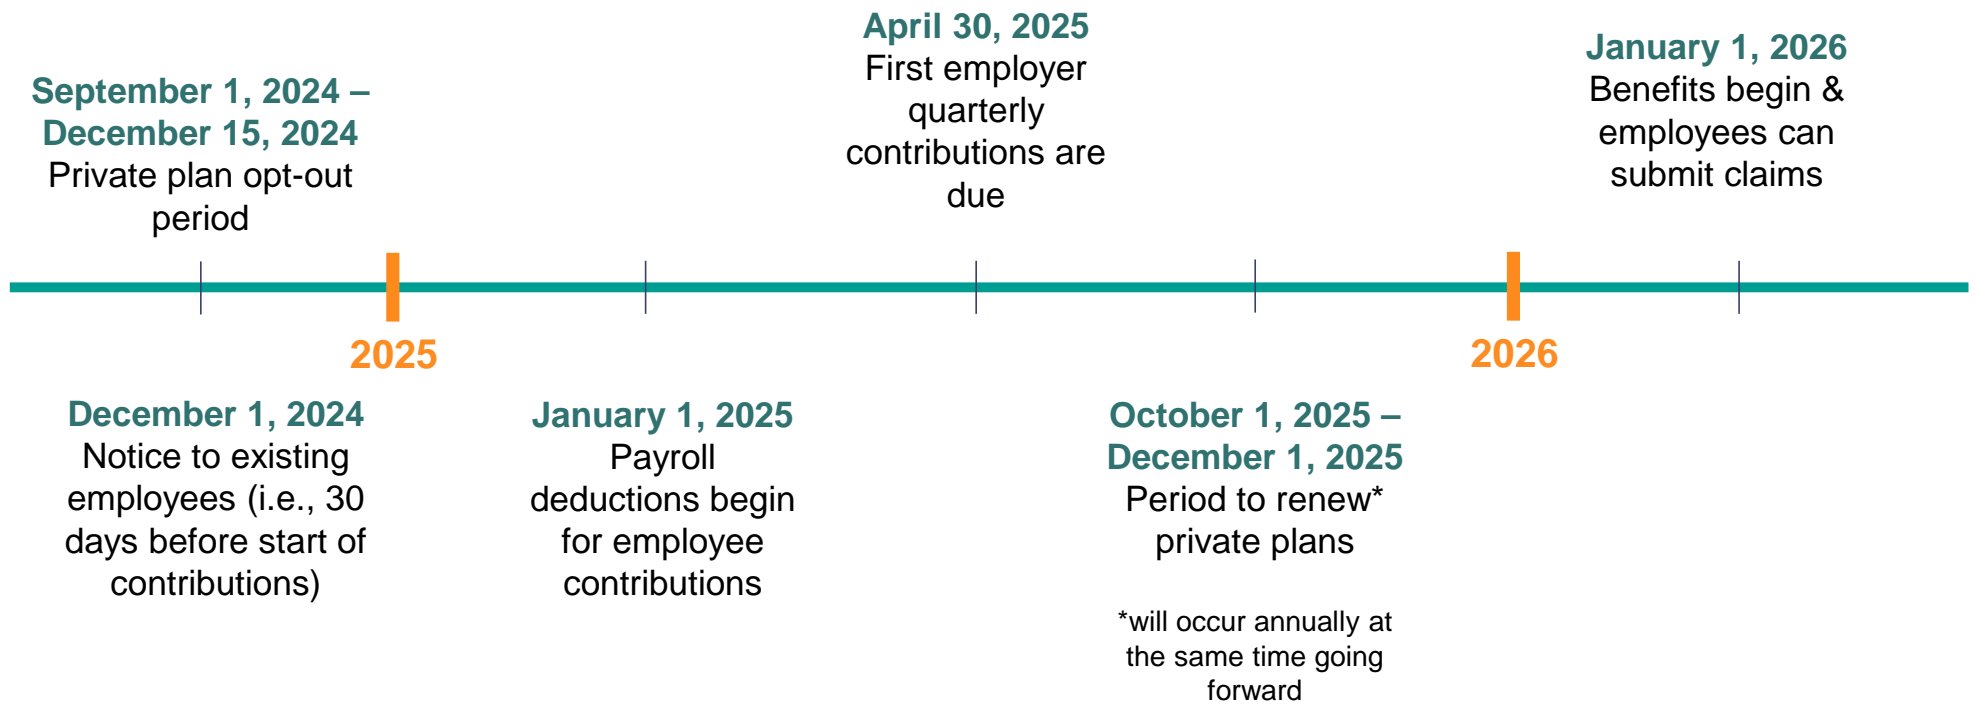 September 1, 2024 –
December 15, 2024
Private plan opt-out
period
April 30, 2025
First employer
quarterly
contributions are
due
January 1, 2026
Benefits begin &
employees can
submit claims
2025
2026
December 1, 2024
Notice to existing
employees (i.e., 30
days before start of
contributions)
January 1, 2025
Payroll
deductions begin
for employee
contributions
October 1, 2025 –
December 1, 2025
Period to renew*
private plans
*will occur annually at
the same time going
forward